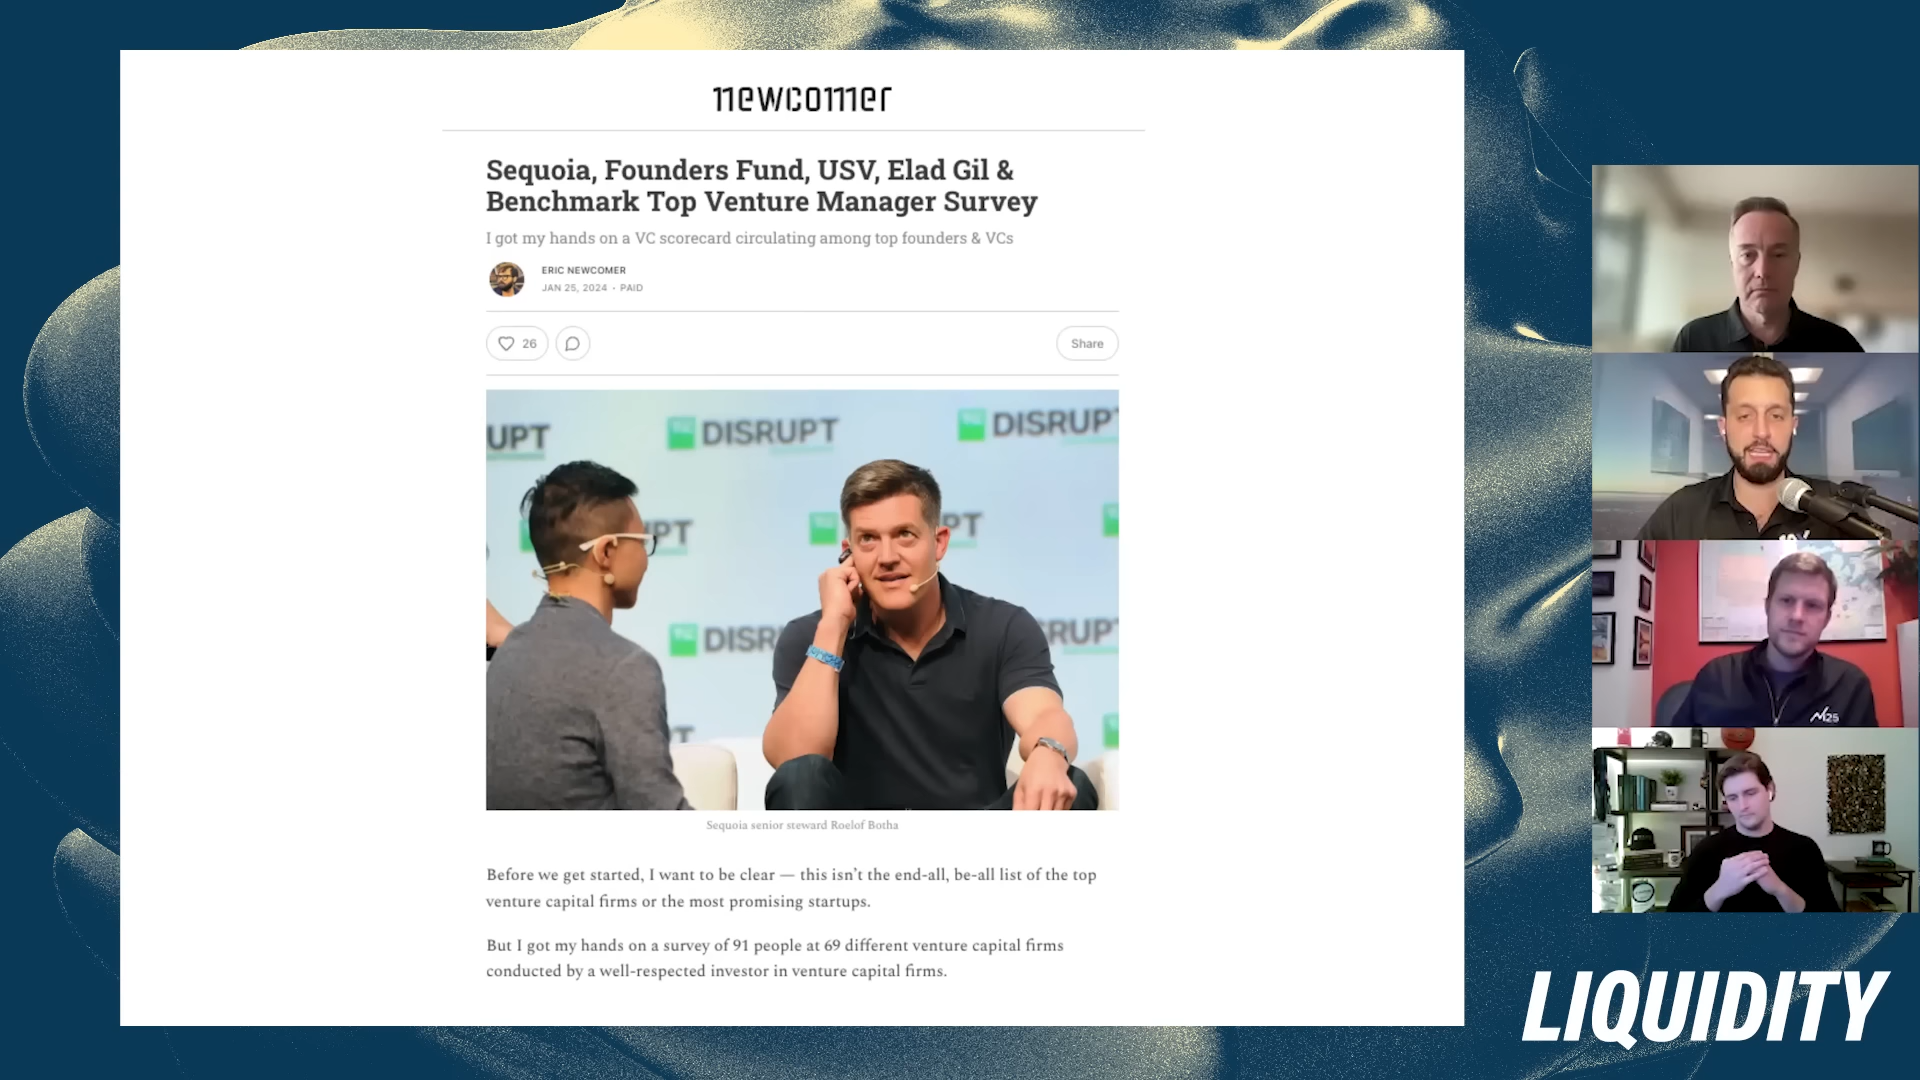 newcomer
Sequoia, Founders Fund, USV, Elad Gil &
Benchmark Top Venture Manager Survey
I got my hands on a VC scorecard circulating among top founders & VCs
ERIC NEWCOMER
JAN 25, 2024 · PAID
26
Share
UPT
DISRUPT
DISRUPT
UPT
PT
DISR
RUPT
T
Sequoia senior steward Roelof Botha
Before we get started, I want to be clear — this isn't the end-all, be-all list of the top
venture capital firms or the most promising startups.
But I got my hands on a survey of 91 people at 69 different venture capital firms
conducted by a well-respected investor in venture capital firms.
M25
LIQUIDITY